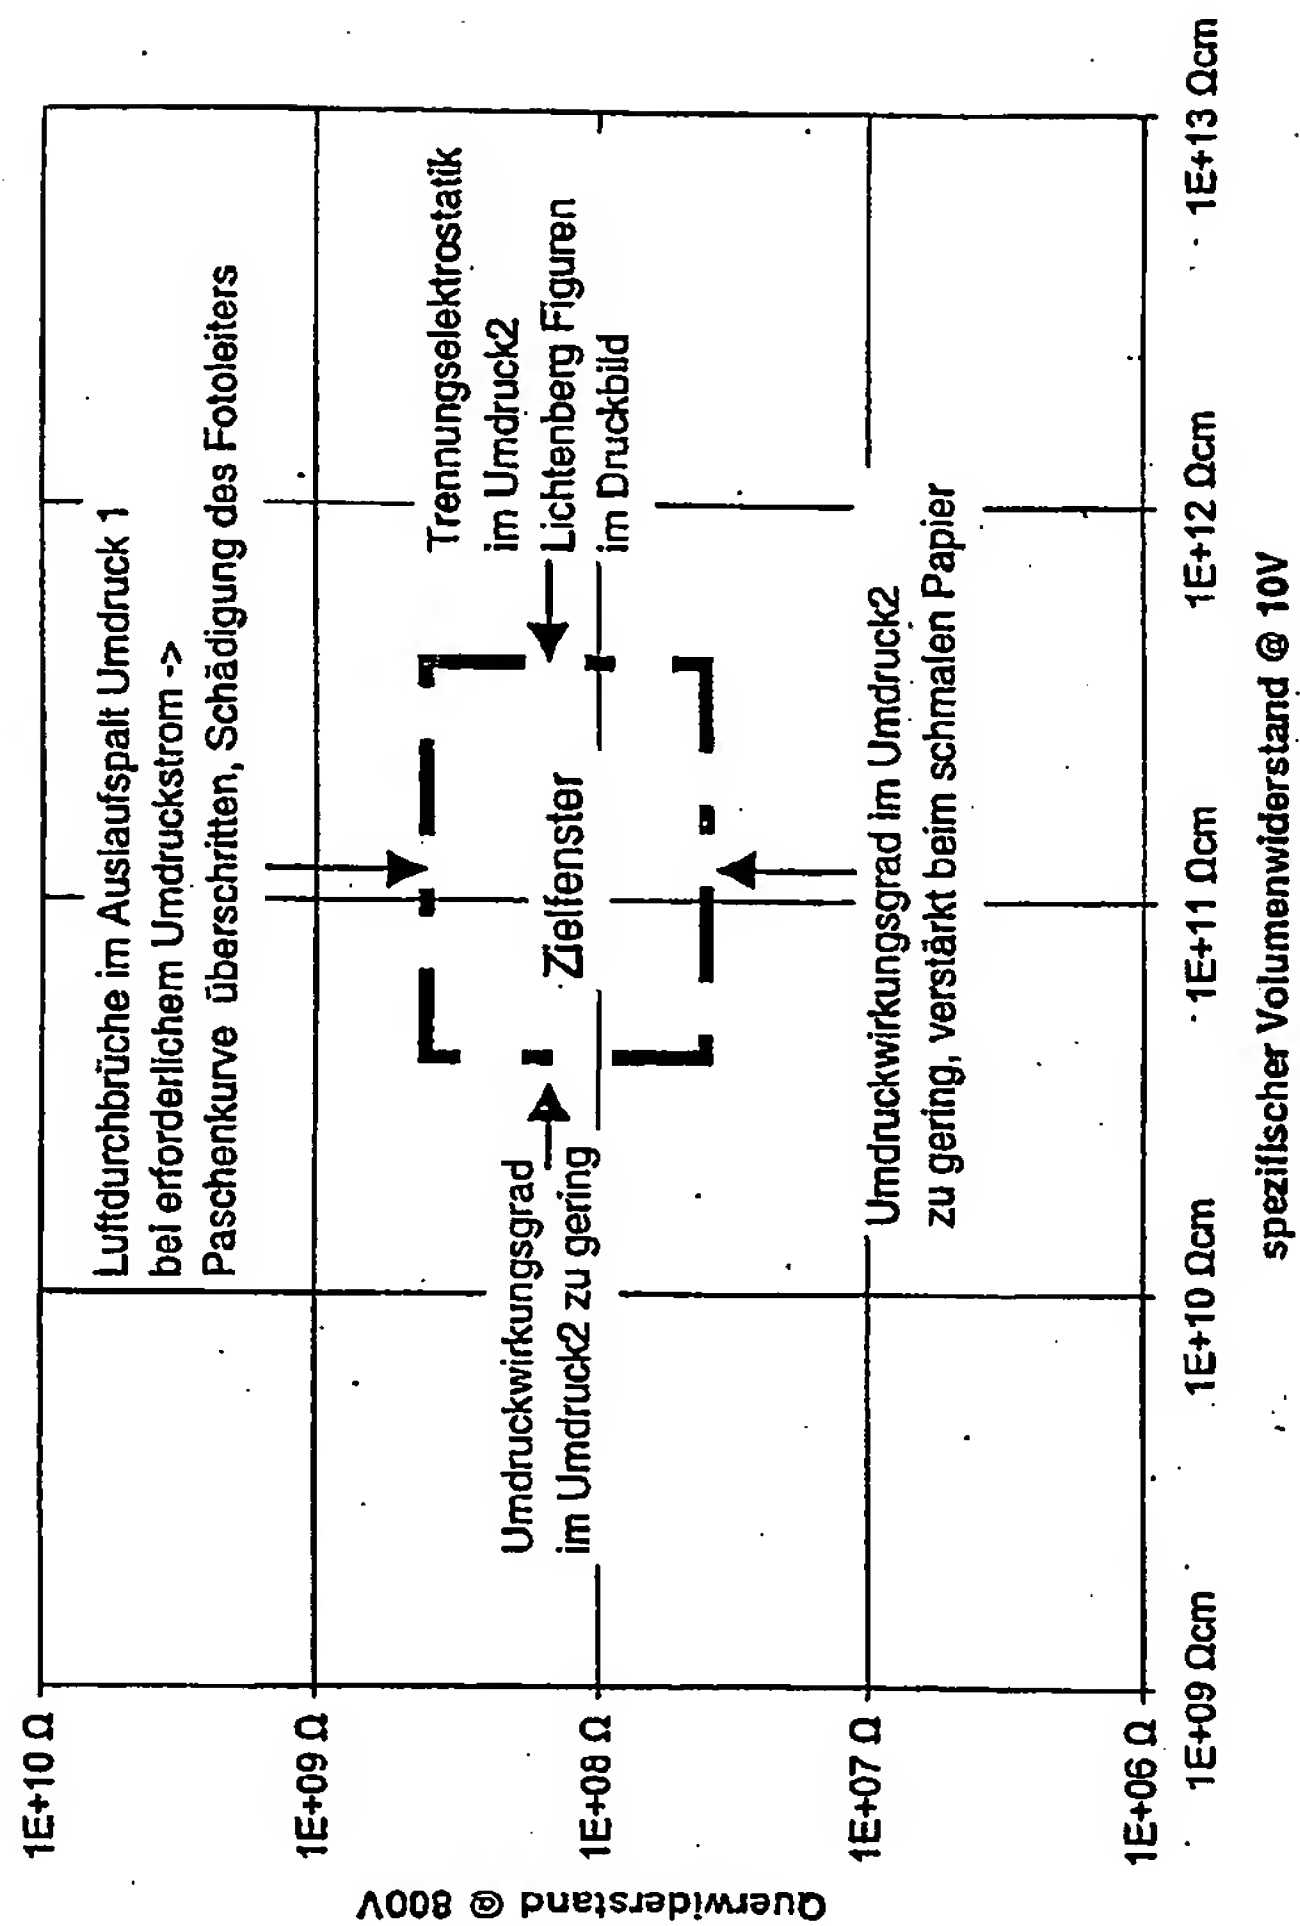 Querwiderstand @ 800V
1E+10 Ω
1E+09 Ω
1E+08 Ω
1E+07 Ω
1E+06 Ω
Luftdurchbrüche im Auslaufspalt Umdruck 1
bei erforderlichem Umdruckstrom ->
Paschenkurve überschritten, Schädigung des Fotoleiters
Umdruckwirkungsgrad
im Umdruck2 zu gering
Zielfenster
Trennungselektrostatik
im Umdruck2
Lichtenberg Figuren
im Druckbild
Umdruckwirkungsgrad im Umdruck2
zu gering, verstärkt beim schmalen Papier
1E+09 Ωcm
1E+10 Ωcm
1E+11 Ωcm
1E+12 Ωcm
1E+13 Ωcm
spezifischer Volumenwiderstand @ 10V